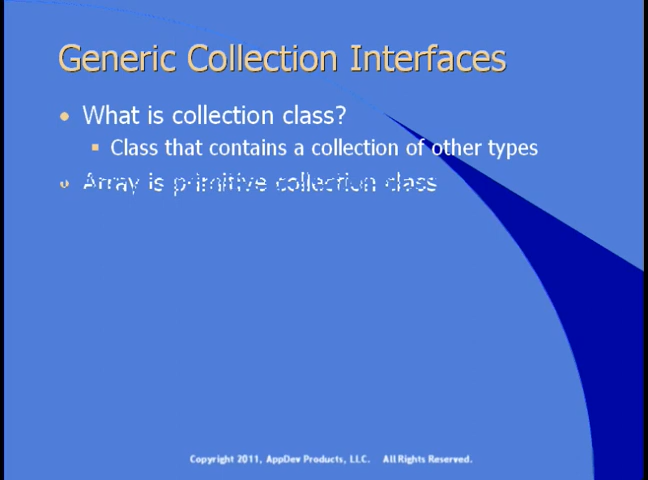 Generic Collection Interfaces
• What is collection class?
▪ Class that contains a collection of other types
• Array is primitive collection class
Copyright 2011, AppDev Products, LLC. All Rights Reserved.